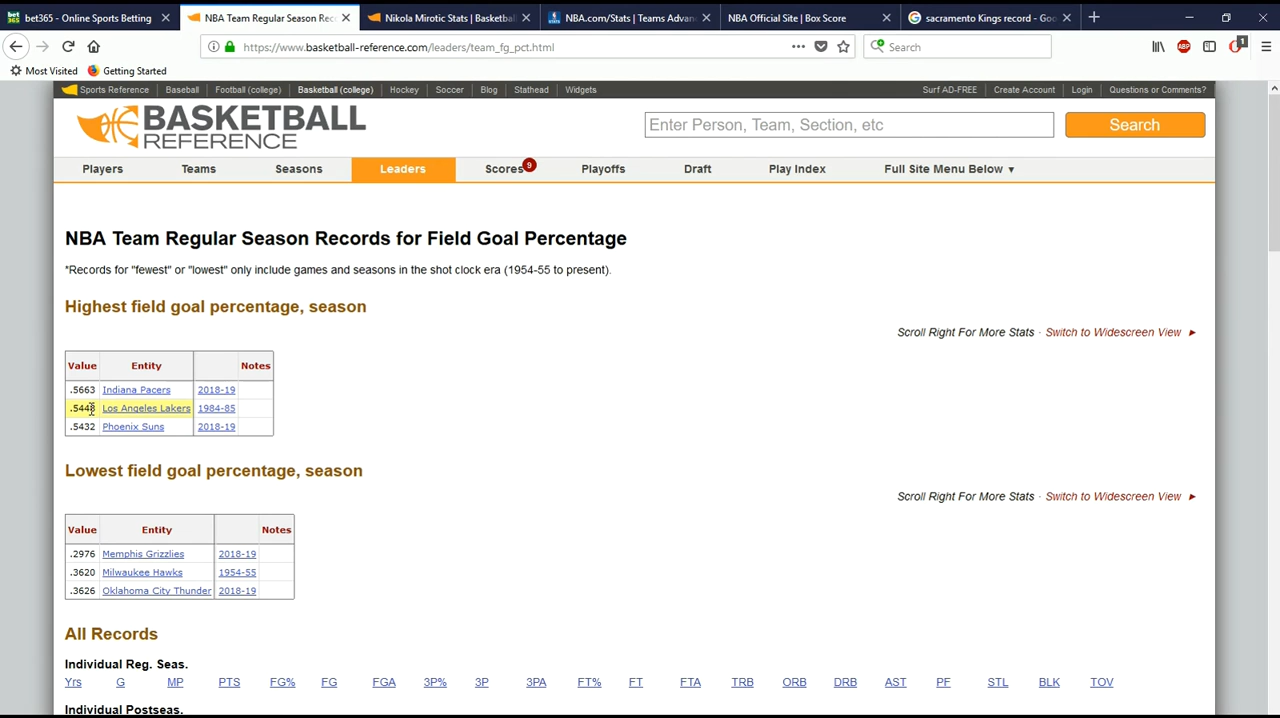 bet365 - Online Sports Betting
NBA Team Regular Season Rec
Nikola Mirotic Stats | Basketbal
NBA.com/Stats | Teams Advan
NBA Official Site | Box Score
sacramento Kings record - Goo
https://www.basketball-reference.com/leaders/team_fg_pct.html
Search
ABP
1
Most Visited
Getting Started
Sports Reference
Baseball
Football (college)
Basketball (college)
Hockey
Soccer
Blog
Stathead
Widgets
Surf AD-FREE
Create Account
Login
Questions or Comments?
BASKETBALL
REFERENCE
Enter Person, Team, Section, etc
Search
Players
Teams
Seasons
Leaders
Scores 9
Playoffs
Draft
Play Index
Full Site Menu Below ▼
NBA Team Regular Season Records for Field Goal Percentage
*Records for "fewest" or "lowest" only include games and seasons in the shot clock era (1954-55 to present).
Highest field goal percentage, season
Scroll Right For More Stats · Switch to Widescreen View ►
Value Entity Notes
.5663 Indiana Pacers 2018-19
.5448 Los Angeles Lakers 1984-85
.5432 Phoenix Suns 2018-19
Lowest field goal percentage, season
Scroll Right For More Stats · Switch to Widescreen View ►
Value Entity Notes
.2976 Memphis Grizzlies 2018-19
.3620 Milwaukee Hawks 1954-55
.3626 Oklahoma City Thunder 2018-19
All Records
Individual Reg. Seas.
Yrs G MP PTS FG% FG FGA 3P% 3P 3PA FT% FT FTA TRB ORB DRB AST PF STL BLK TOV
Individual Postseas.